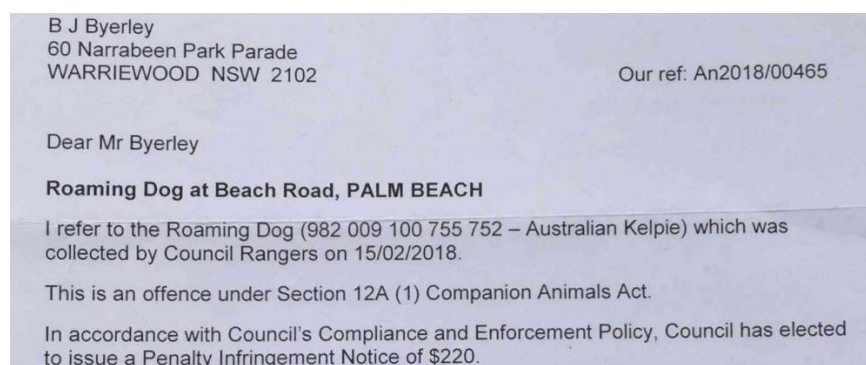 B J Byerley
60 Narrabeen Park Parade
WARRIEWOOD NSW 2102
Our ref: An2018/00465
Dear Mr Byerley
Roaming Dog at Beach Road, PALM BEACH
I refer to the Roaming Dog (982 009 100 755 752 – Australian Kelpie) which was
collected by Council Rangers on 15/02/2018.
This is an offence under Section 12A (1) Companion Animals Act.
In accordance with Council's Compliance and Enforcement Policy, Council has elected
to issue a Penalty Infringement Notice of $220.